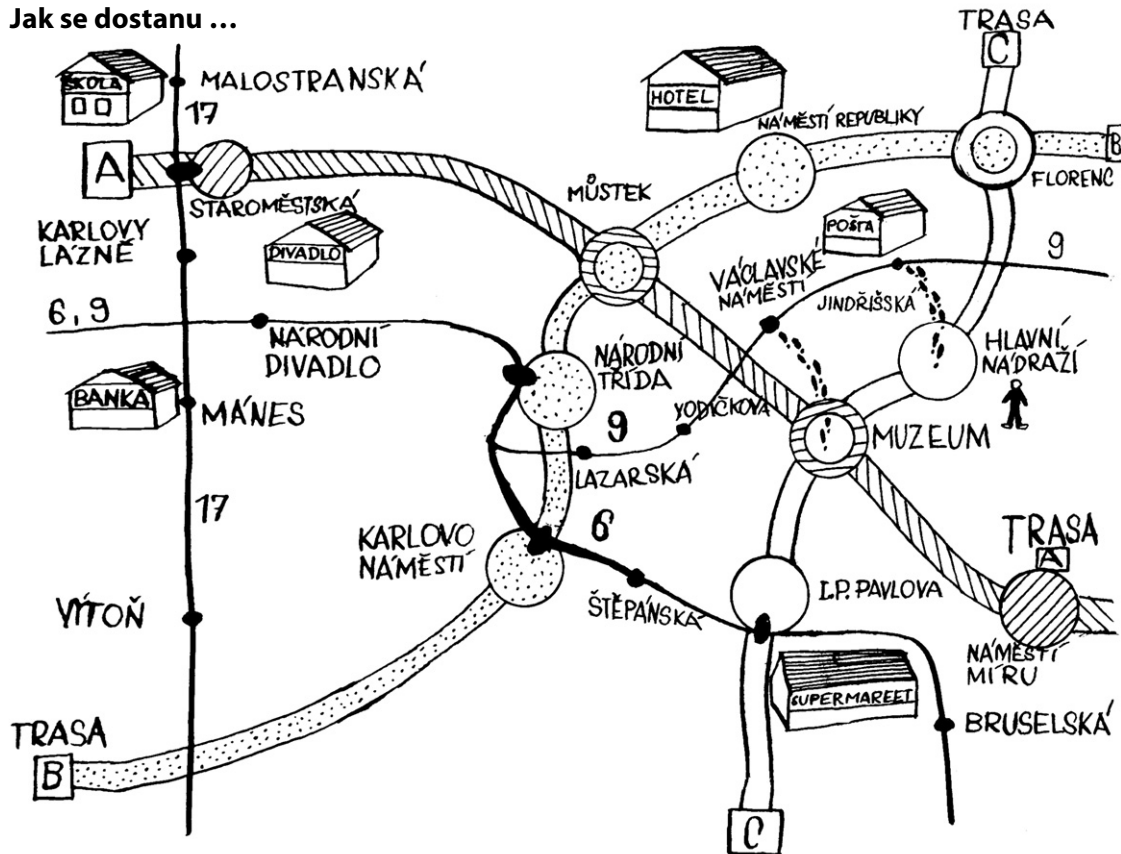 Jak se dostanu ...
TRASA
C
ŠKOLA
MALOSTRANSKÁ
17
HOTEL
NÁMĚSTÍ REPUBLIKY
A
B
FLORENC
STAROMĚSTSKÁ
MŮSTEK
KARLOVY
LÁZNĚ
DIVADLO
POŠTA
VÁCLAVSKÉ
NÁMĚSTÍ
9
JINDŘIŠSKÁ
6, 9
NÁRODNÍ
DIVADLO
NÁRODNÍ
TŘÍDA
HLAVNÍ
NÁDRAŽÍ
BANKA
MÁNES
VODIČKOVA
9
MUZEUM
LAZARSKÁ
17
6
KARLOVO
NÁMĚSTÍ
TRASA
A
VÝTOŇ
ŠTĚPÁNSKÁ
I.P. PAVLOVA
NÁMĚSTÍ
MÍRU
SUPERMAREET
BRUSELSKÁ
TRASA
B
C